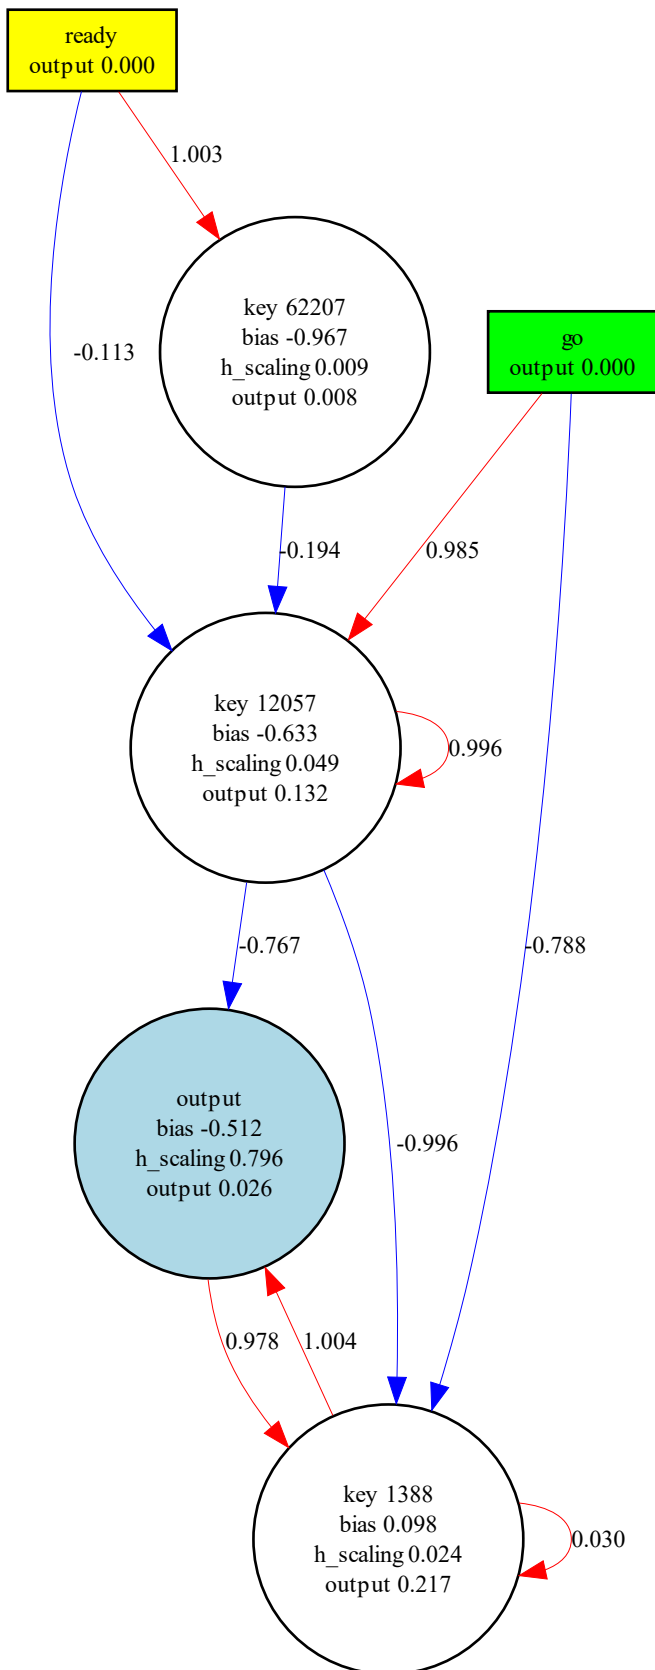 ready
output 0.000
1.003
key 62207
bias -0.967
h_scaling 0.009
output 0.008
go
output 0.000
-0.113
-0.194
0.985
key 12057
bias -0.633
h_scaling 0.049
output 0.132
0.996
-0.767
-0.788
output
bias -0.512
h_scaling 0.796
output 0.026
-0.996
0.978
1.004
key 1388
bias 0.098
h_scaling 0.024
output 0.217
0.030